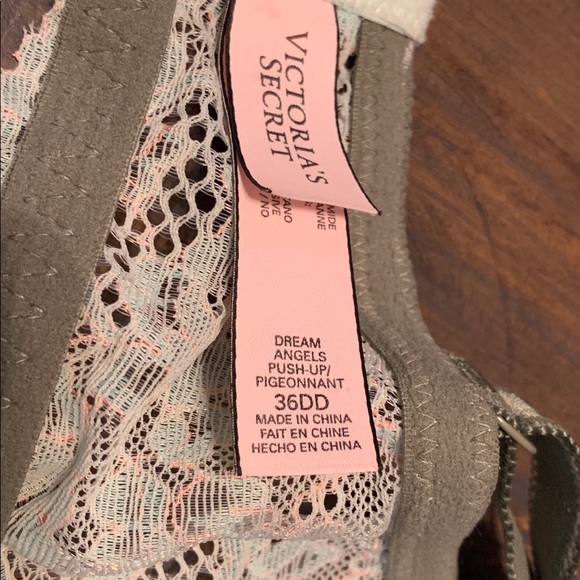 VICTORIA'S
SECRET
DREAM
ANGELS
PUSH-UP/
PIGEONNANT
36DD
MADE IN CHINA
FAIT EN CHINE
HECHO EN CHINA